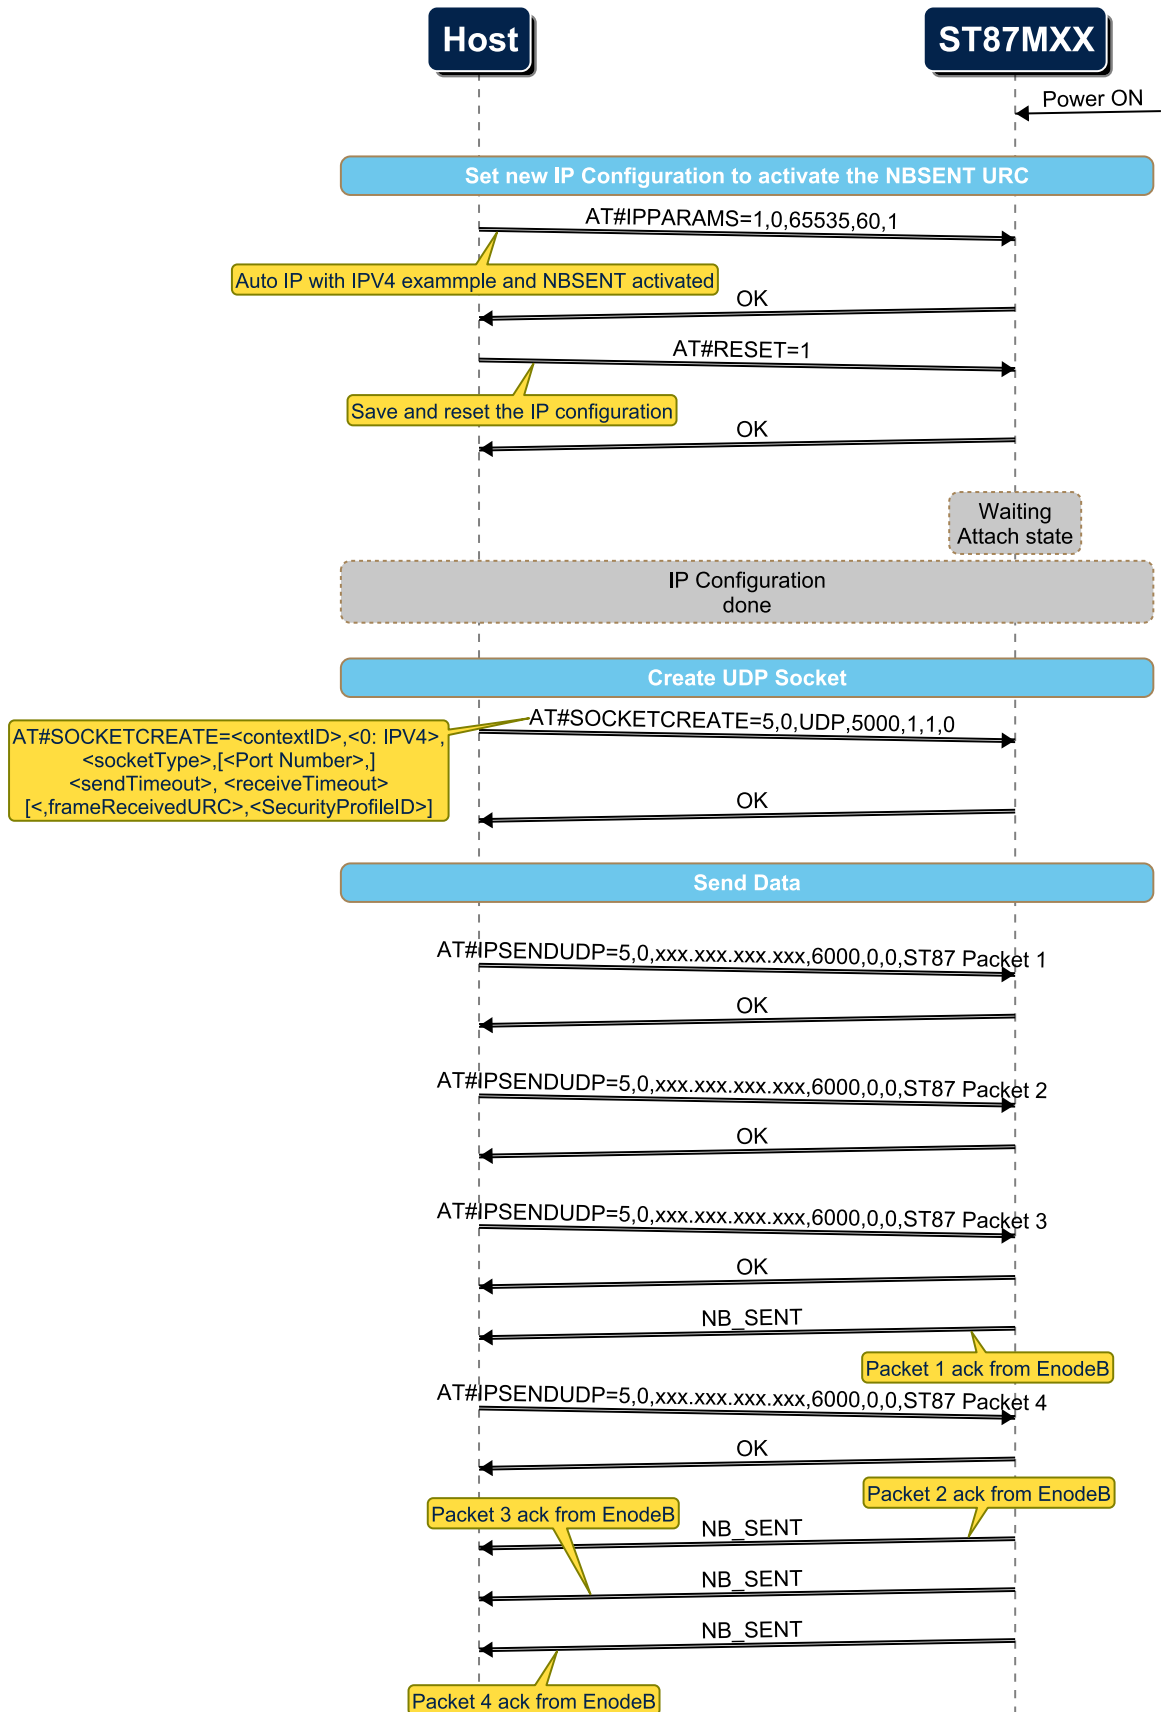 Host
ST87MXX
Power ON
Set new IP Configuration to activate the NBSENT URC
AT#IPPARAMS=1,0,65535,60,1
Auto IP with IPV4 exammple and NBSENT activated
OK
AT#RESET=1
Save and reset the IP configuration
OK
Waiting
Attach state
IP Configuration
done
Create UDP Socket
AT#SOCKETCREATE=5,0,UDP,5000,1,1,0
AT#SOCKETCREATE=<contextID>,<0: IPV4>,
<socketType>,[<Port Number>,]
<sendTimeout>, <receiveTimeout>
[<,frameReceivedURC>,<SecurityProfileID>]
OK
Send Data
AT#IPSENDUDP=5,0,xxx.xxx.xxx.xxx,6000,0,0,ST87 Packet 1
OK
AT#IPSENDUDP=5,0,xxx.xxx.xxx.xxx,6000,0,0,ST87 Packet 2
OK
AT#IPSENDUDP=5,0,xxx.xxx.xxx.xxx,6000,0,0,ST87 Packet 3
OK
NB_SENT
Packet 1 ack from EnodeB
AT#IPSENDUDP=5,0,xxx.xxx.xxx.xxx,6000,0,0,ST87 Packet 4
OK
Packet 2 ack from EnodeB
Packet 3 ack from EnodeB
NB_SENT
NB_SENT
NB_SENT
Packet 4 ack from EnodeB